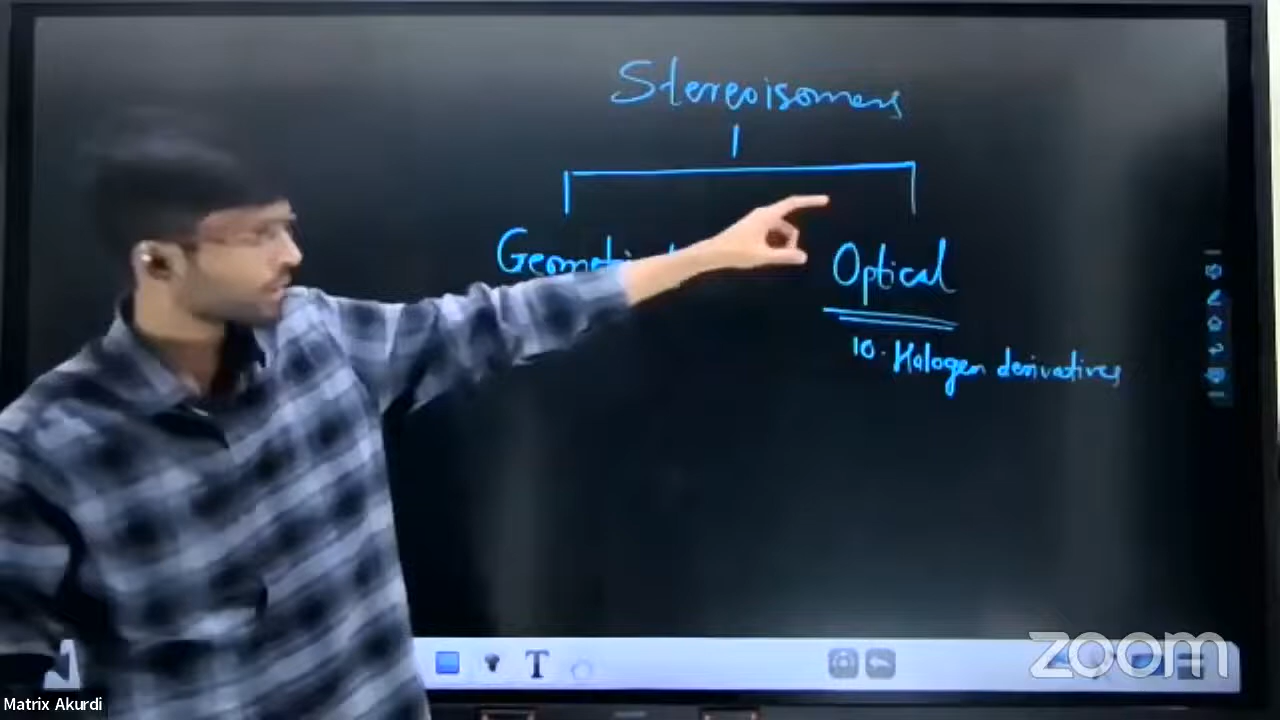 Stereoisomers
Optical
10. Halogen derivatives
T
zoom
Matrix Akurdi